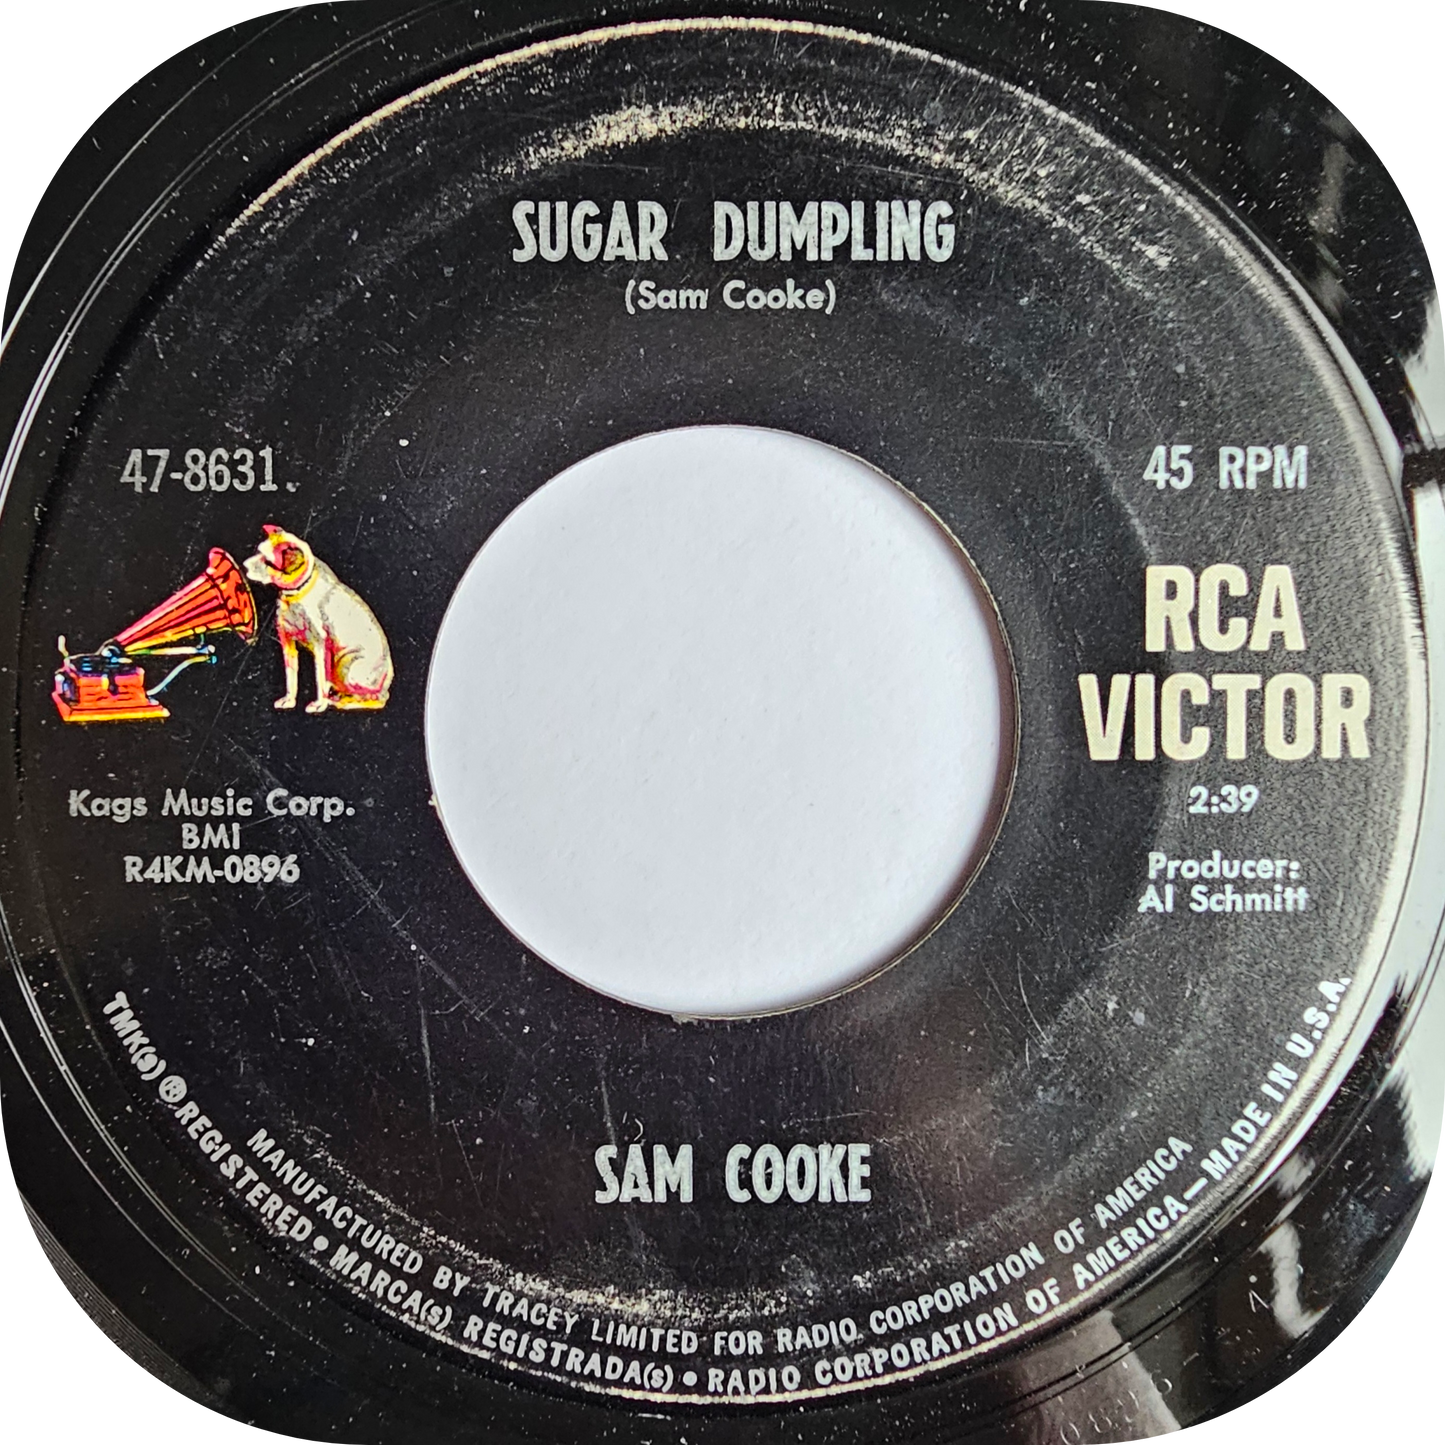 SUGAR DUMPLING
(Sam Cooke)
47-8631
45 RPM
RCA
VICTOR
Kags Music Corp.
BMI
R4KM-0896
2:39
Producer:
Al Schmitt
SAM COOKE
MANUFACTURED BY TRACEY LIMITED FOR RADIO CORPORATION OF AMERICA
TMK(s) ® REGISTERED • MARCA(s) REGISTRADA(s) • RADIO CORPORATION OF AMERICA—MADE IN U.S.A.